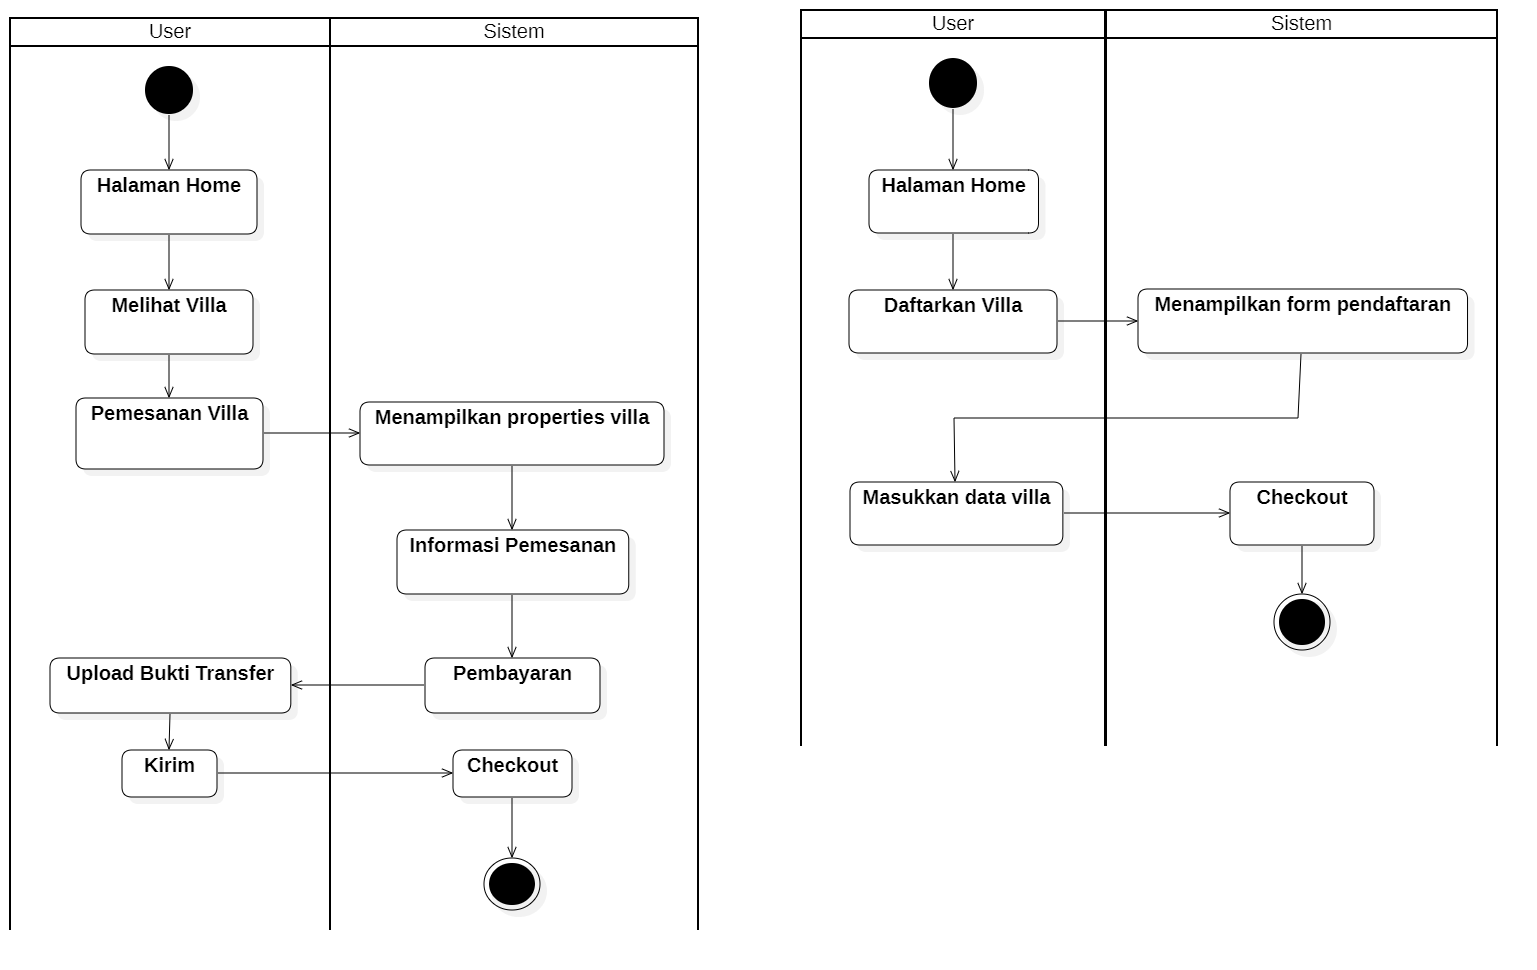 User
Sistem
Halaman Home
Melihat Villa
Pemesanan Villa
Menampilkan properties villa
Informasi Pemesanan
Pembayaran
Upload Bukti Transfer
Kirim
Checkout
User
Sistem
Halaman Home
Daftarkan Villa
Menampilkan form pendaftaran
Masukkan data villa
Checkout